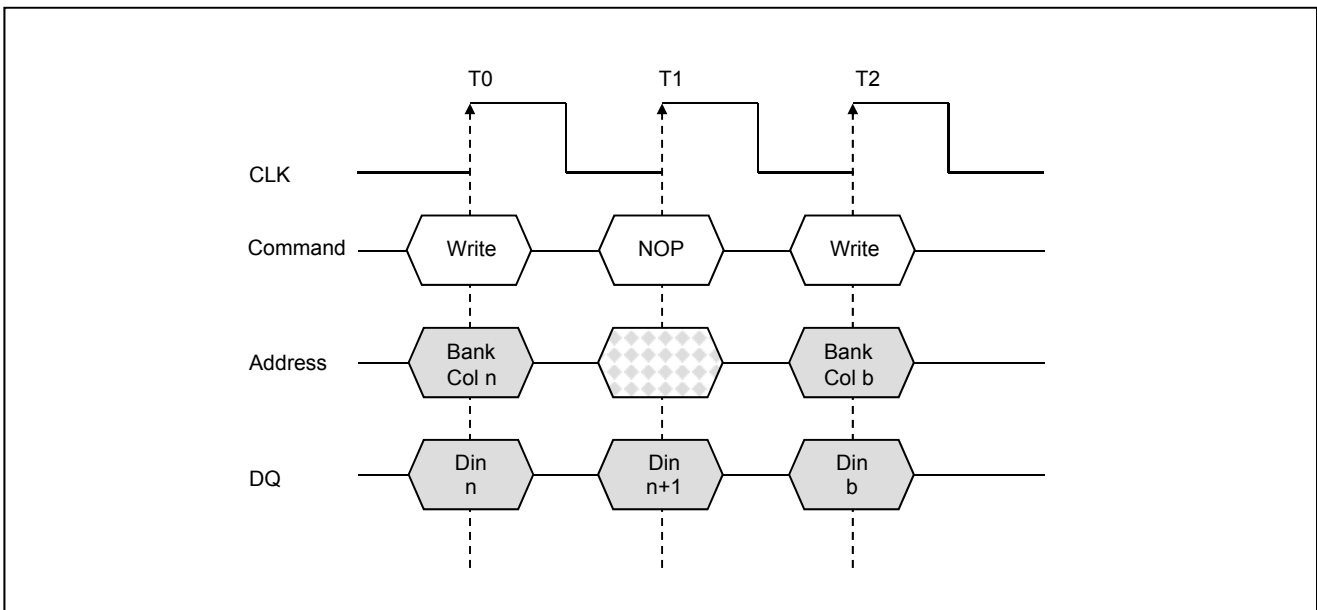 T0 T1 T2
CLK
Command Write NOP Write
Address Bank Col n Bank Col b
DQ Din n Din n+1 Din b